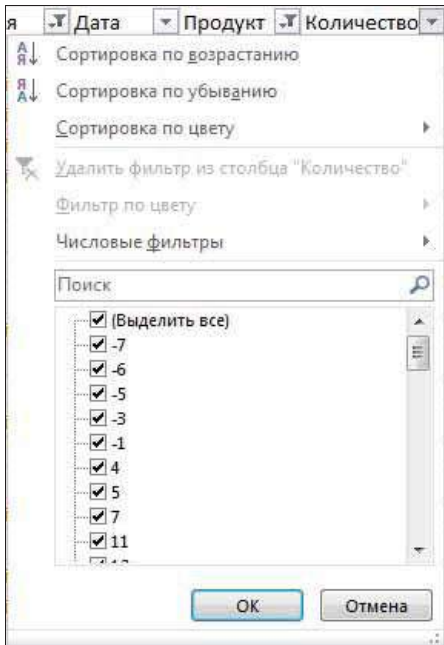 я Дата Продукт Количество
Сортировка по возрастанию
Сортировка по убыванию
Сортировка по цвету
Удалить фильтр из столбца "Количество"
Фильтр по цвету
Числовые фильтры
Поиск
(Выделить все)
-7
-6
-5
-3
-1
4
5
7
11
ОК Отмена